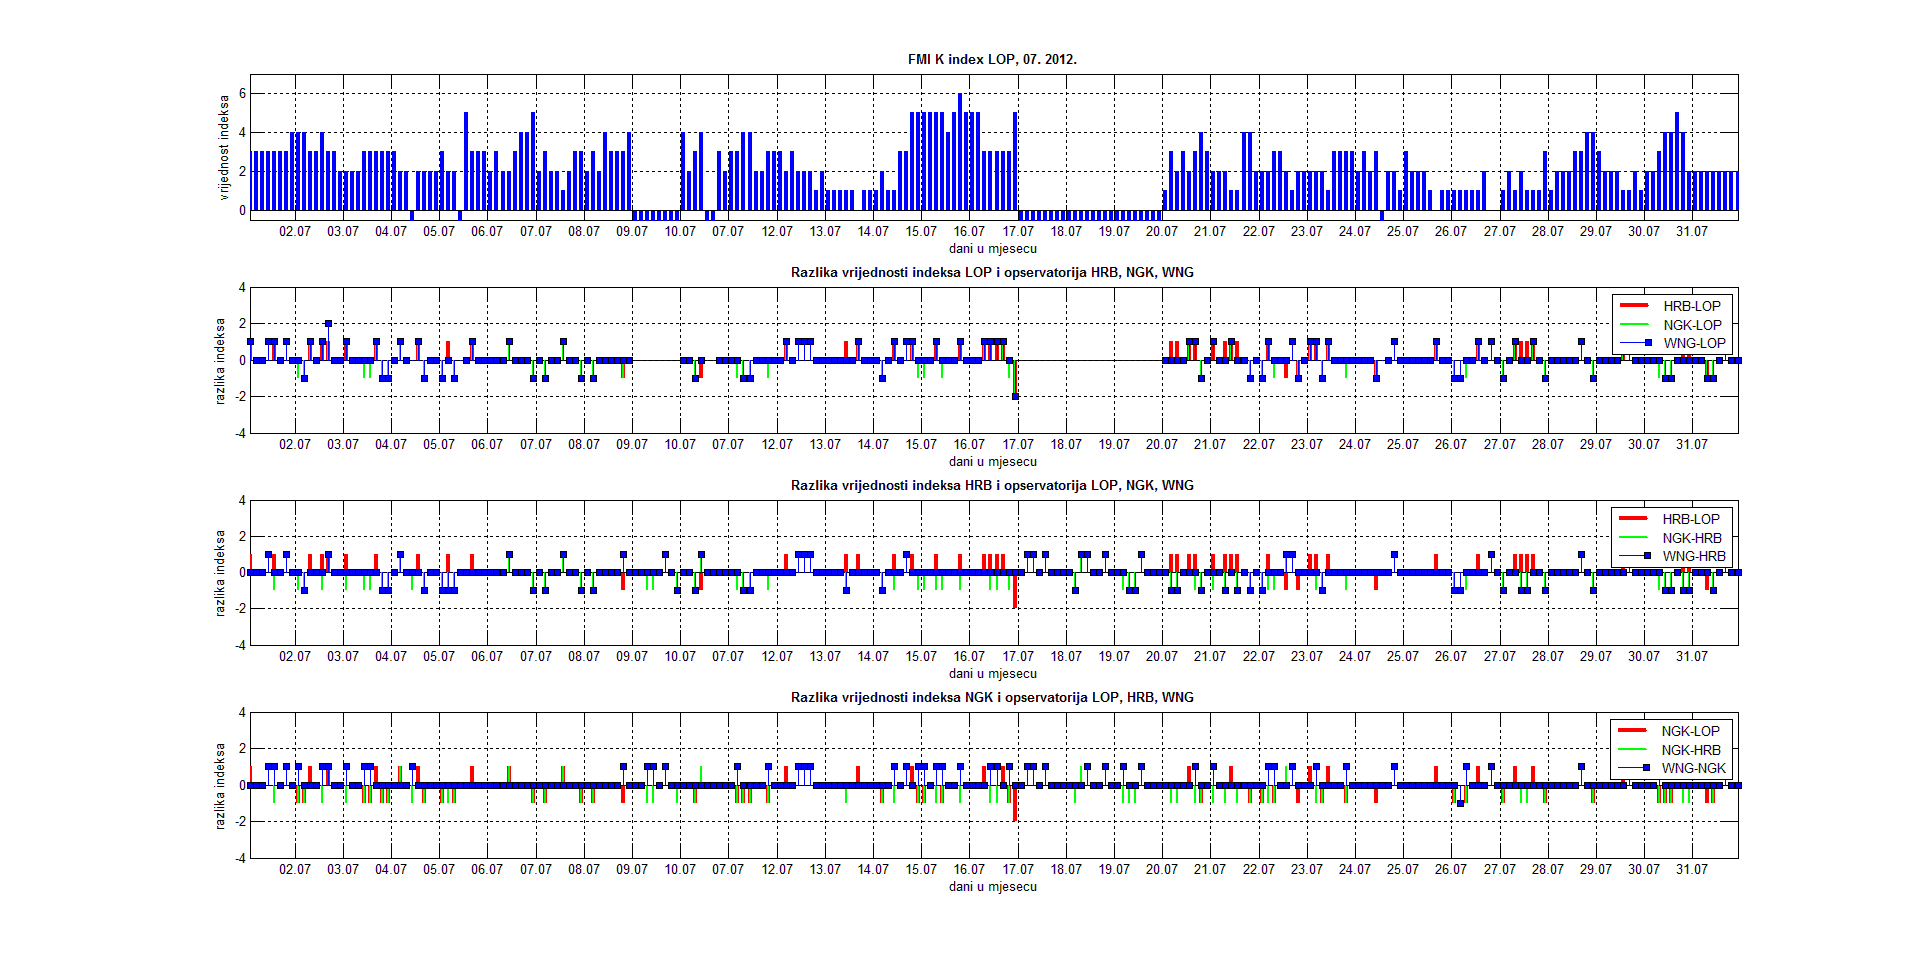 FMI K index LOP, 07. 2012.
vrijednost indeksa
6
4
2
0
02.07 03.07 04.07 05.07 06.07 07.07 08.07 09.07 10.07 07.07 12.07 13.07 14.07 15.07 16.07 17.07 18.07 19.07 20.07 21.07 22.07 23.07 24.07 25.07 26.07 27.07 28.07 29.07 30.07 31.07
dani u mjesecu
Razlika vrijednosti indeksa LOP i opservatorija HRB, NGK, WNG
razlika indeksa
4
2
0
-2
-4
HRB-LOP
NGK-LOP
WNG-LOP
02.07 03.07 04.07 05.07 06.07 07.07 08.07 09.07 10.07 07.07 12.07 13.07 14.07 15.07 16.07 17.07 18.07 19.07 20.07 21.07 22.07 23.07 24.07 25.07 26.07 27.07 28.07 29.07 30.07 31.07
dani u mjesecu
Razlika vrijednosti indeksa HRB i opservatorija LOP, NGK, WNG
razlika indeksa
4
2
0
-2
-4
HRB-LOP
NGK-HRB
WNG-HRB
02.07 03.07 04.07 05.07 06.07 07.07 08.07 09.07 10.07 07.07 12.07 13.07 14.07 15.07 16.07 17.07 18.07 19.07 20.07 21.07 22.07 23.07 24.07 25.07 26.07 27.07 28.07 29.07 30.07 31.07
dani u mjesecu
Razlika vrijednosti indeksa NGK i opservatorija LOP, HRB, WNG
razlika indeksa
4
2
0
-2
-4
NGK-LOP
NGK-HRB
WNG-NGK
02.07 03.07 04.07 05.07 06.07 07.07 08.07 09.07 10.07 07.07 12.07 13.07 14.07 15.07 16.07 17.07 18.07 19.07 20.07 21.07 22.07 23.07 24.07 25.07 26.07 27.07 28.07 29.07 30.07 31.07
dani u mjesecu